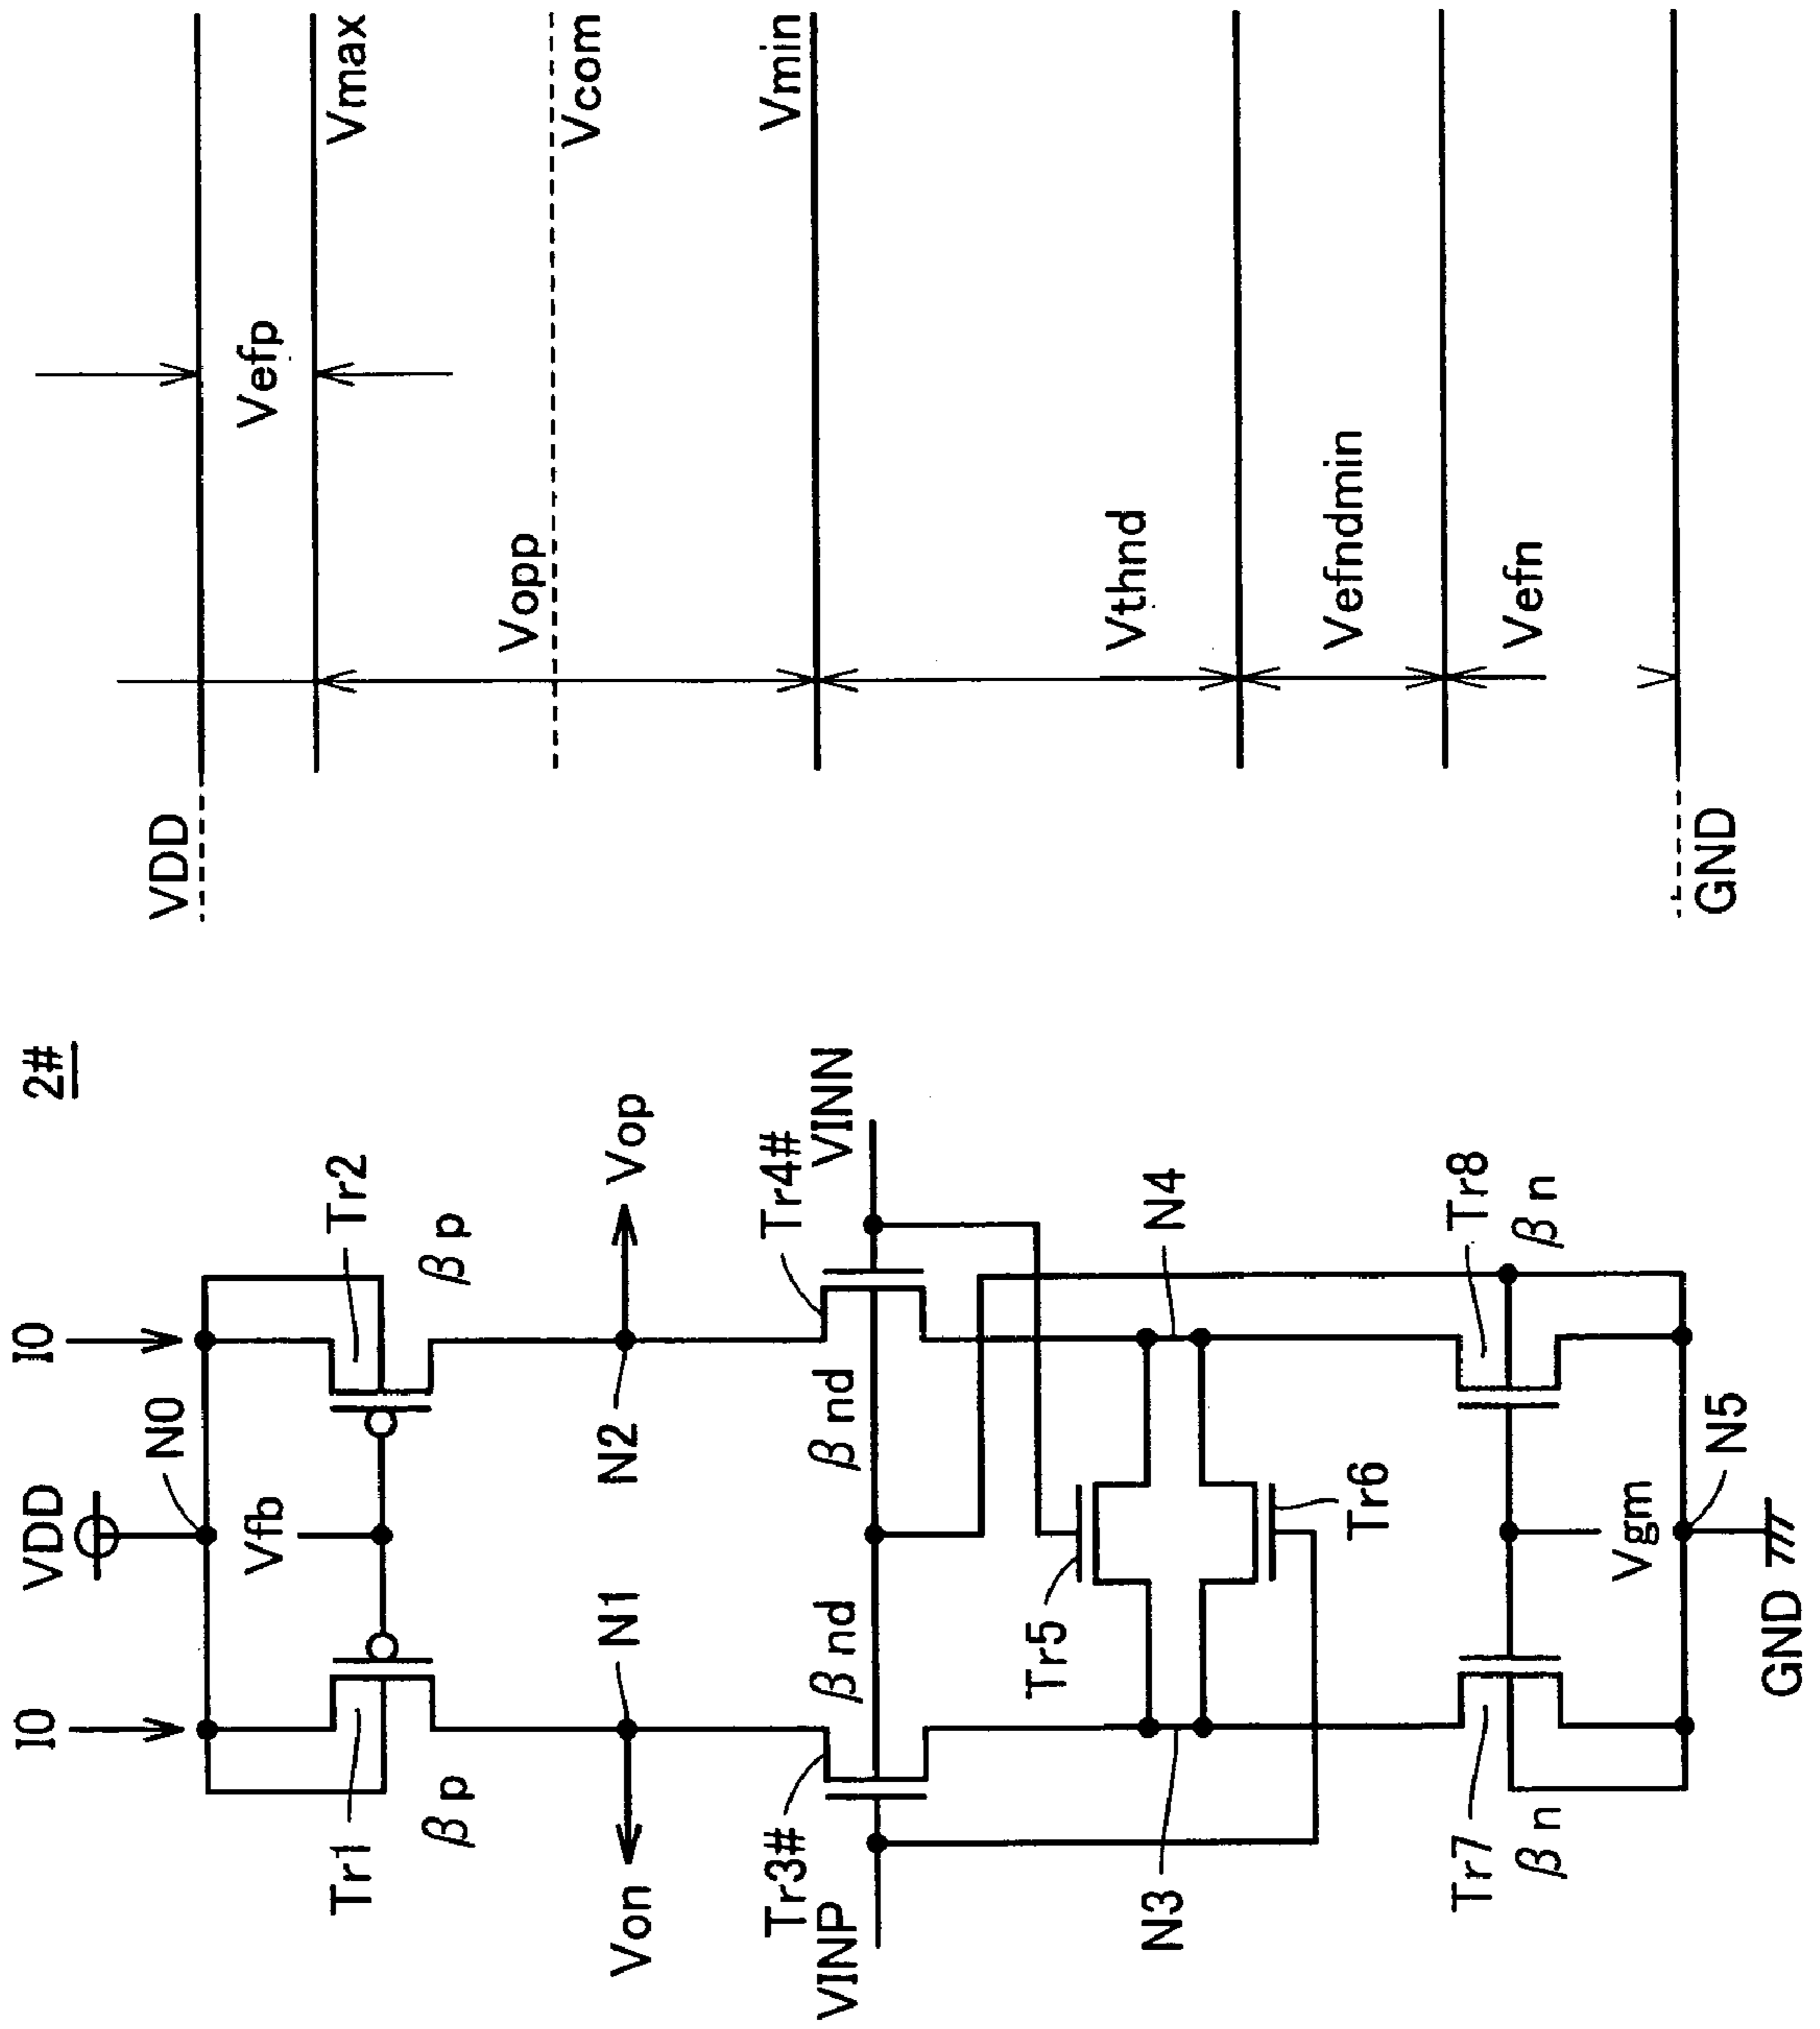 2#
VDD
IO
IO
N0
Vfb
Tr1
Tr2
βp
βp
N1
N2
Von
Vop
Tr3#
Tr4#
VINP
VINN
βnd
βnd
Tr5
Tr6
N3
N4
Tr7
Tr8
βn
βn
Vgm
N5
GND
VDD
Vefp
Vmax
Vopp
Vcom
Vmin
Vthnd
Vefndmin
Vefn
GND